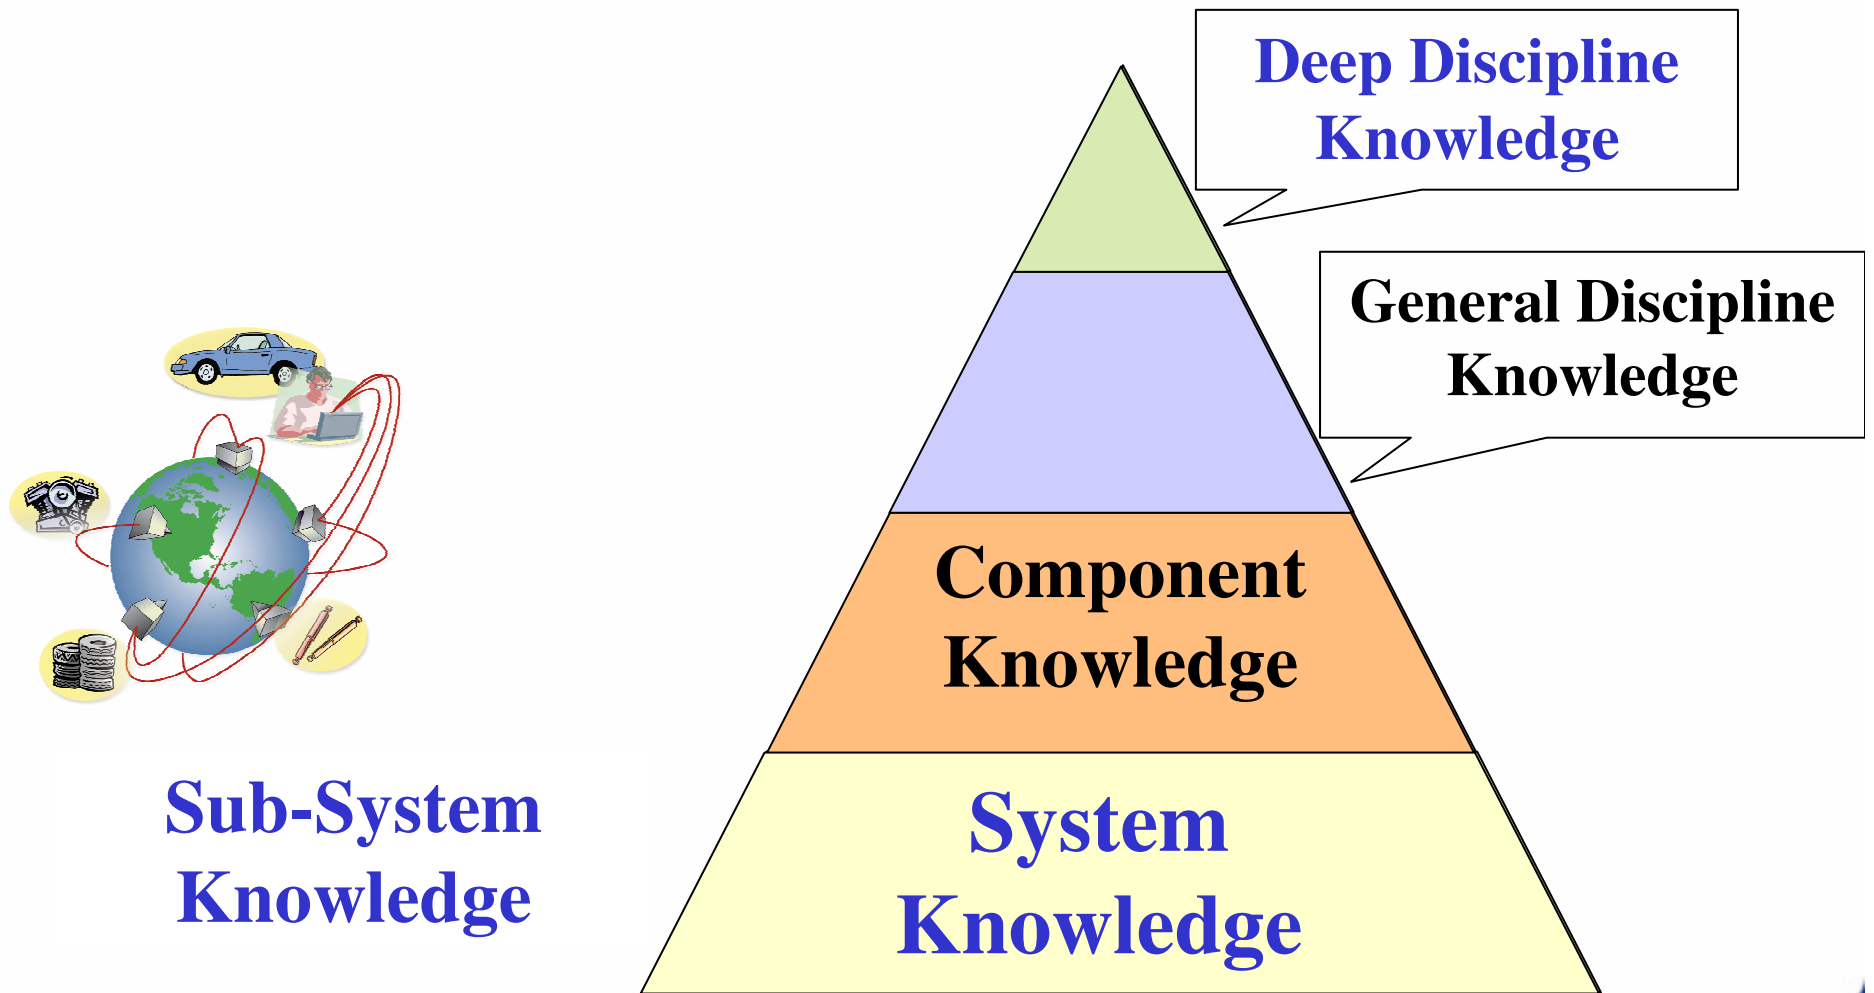 Deep Discipline
Knowledge
General Discipline
Knowledge
Component
Knowledge
Sub-System
Knowledge
System
Knowledge